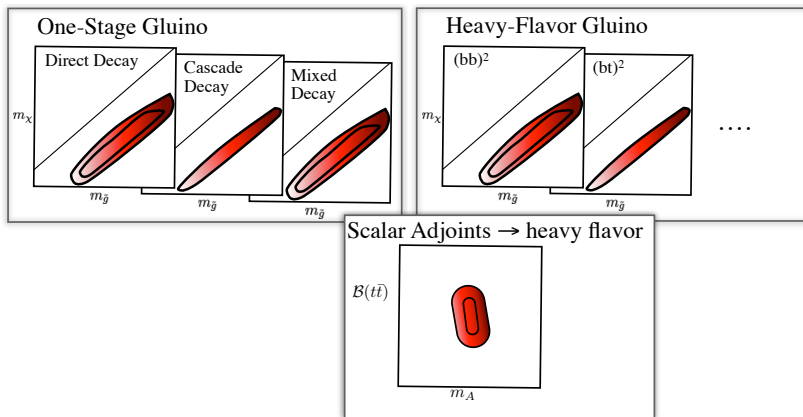 One-Stage Gluino
Direct Decay
Cascade
Decay
Mixed
Decay
m_χ
m_g̃
m_g̃
m_g̃
Heavy-Flavor Gluino
(bb)²
(bt)²
....
m_χ
m_g̃
m_g̃
Scalar Adjoints → heavy flavor
ℬ(tt̄)
m_A